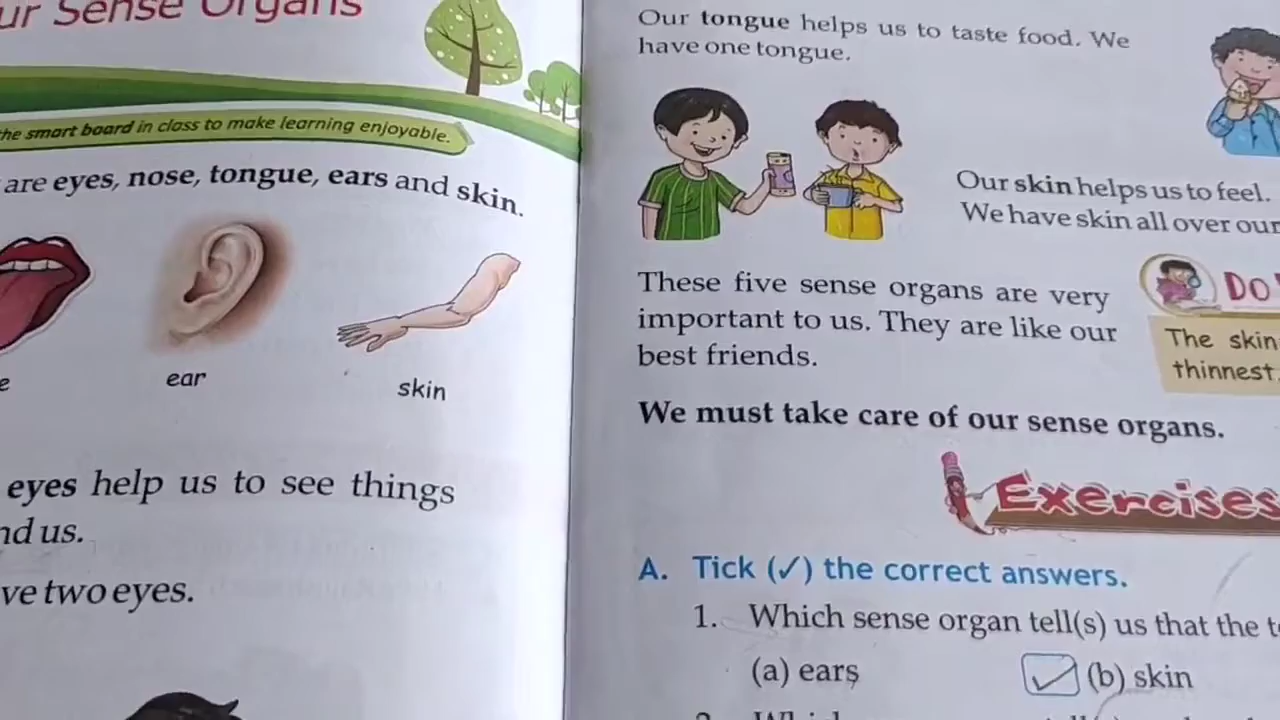 ur Sense Organs
the smart board in class to make learning enjoyable.
are eyes, nose, tongue, ears and skin.
e
ear
skin
eyes help us to see things
nd us.
ve two eyes.
Our tongue helps us to taste food. We
have one tongue.
Our skin helps us to feel.
We have skin all over our
These five sense organs are very
important to us. They are like our
best friends.
Do
The skin
thinnest.
We must take care of our sense organs.
Exercises
A. Tick (✓) the correct answers.
1. Which sense organ tell(s) us that the t
(a) ears
(b) skin